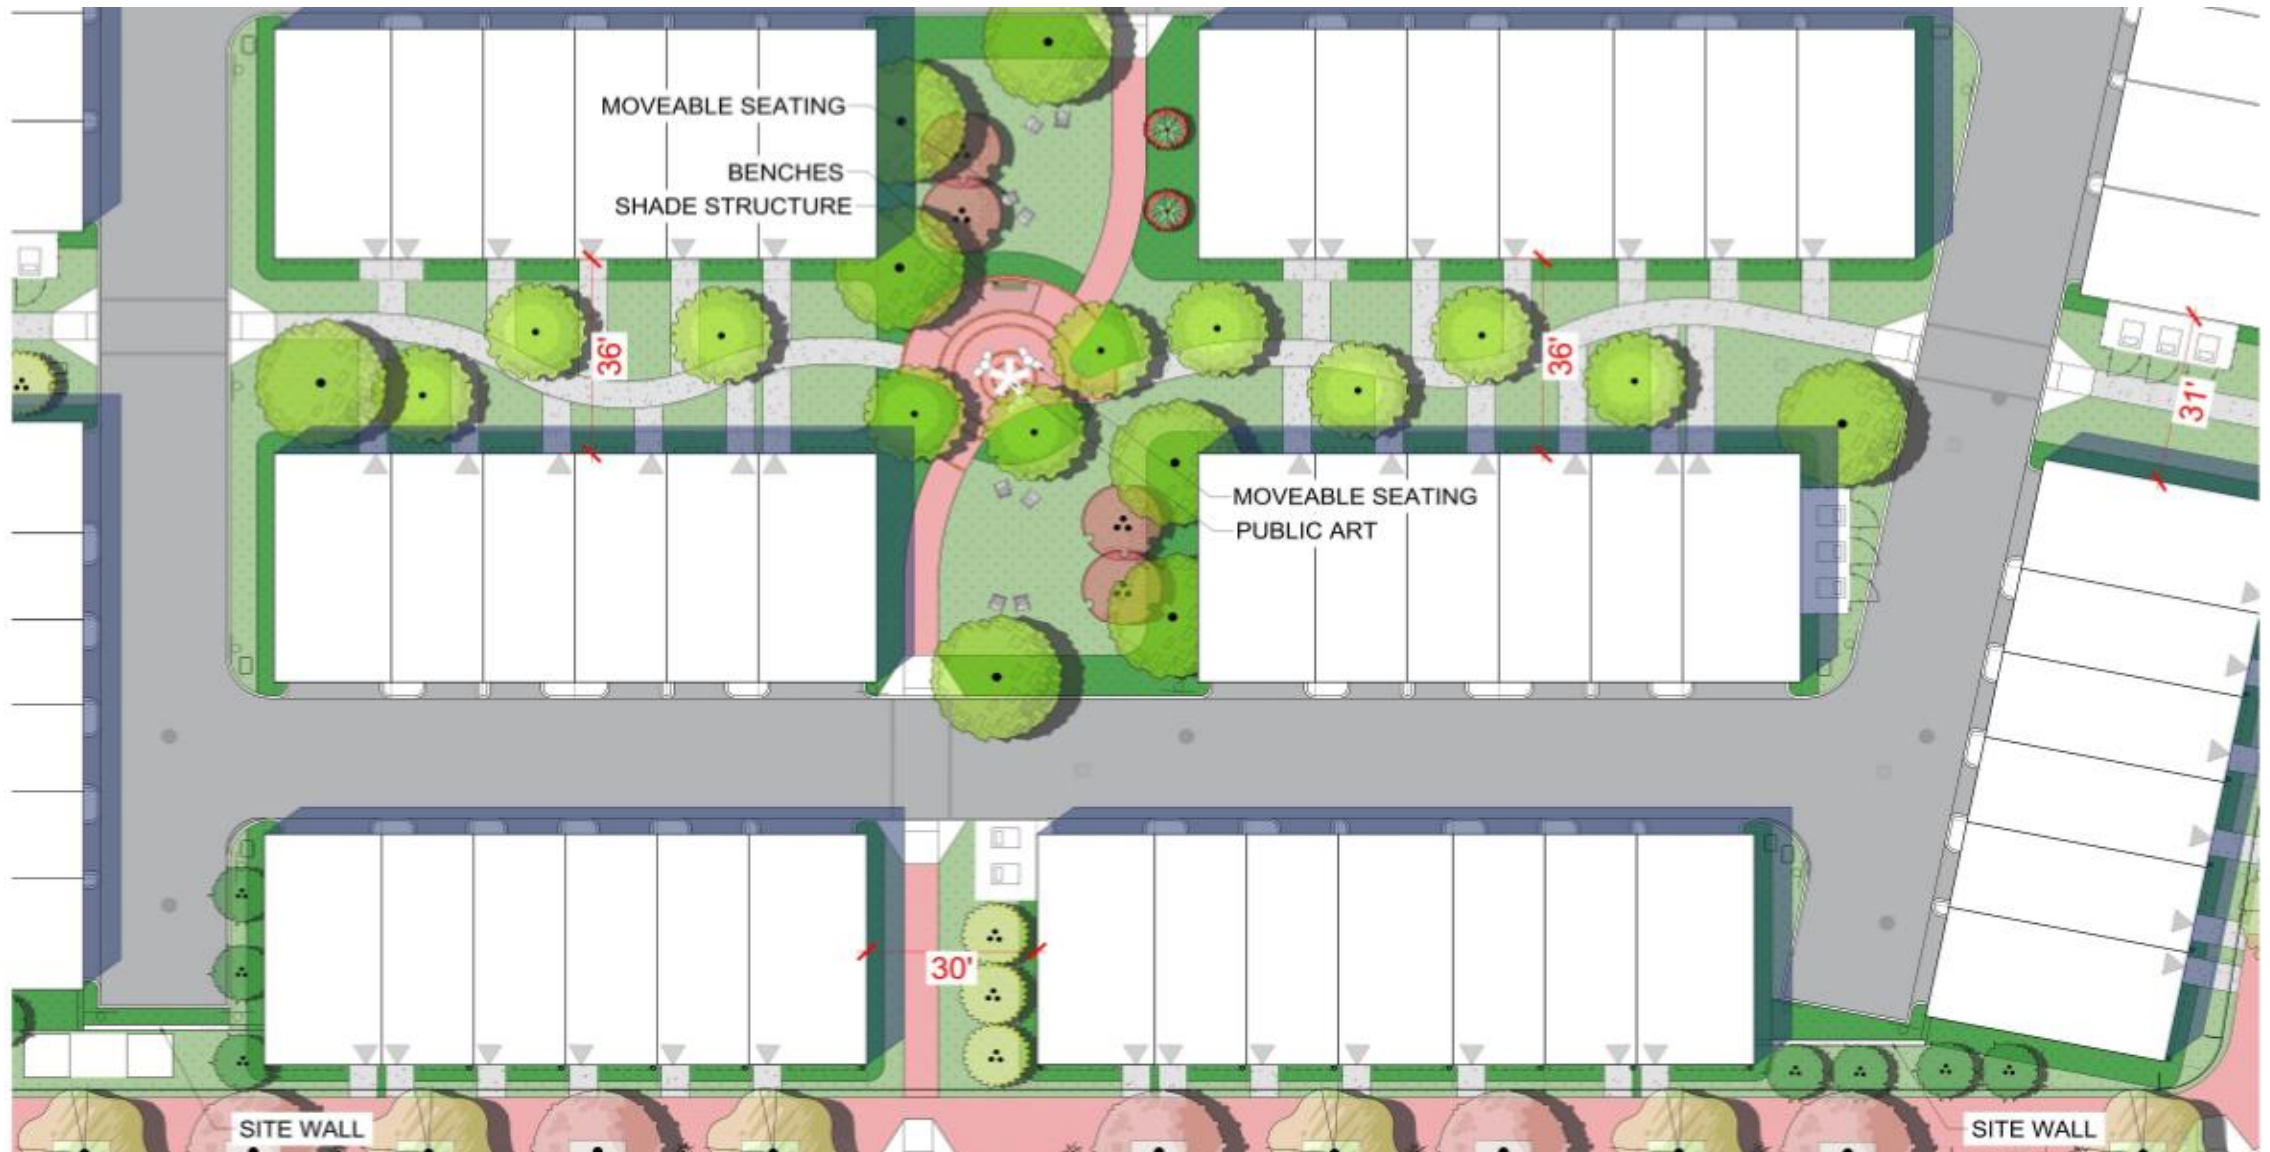 MOVEABLE SEATING
BENCHES
SHADE STRUCTURE
36'
36'
31'
MOVEABLE SEATING
PUBLIC ART
30'
SITE WALL
SITE WALL